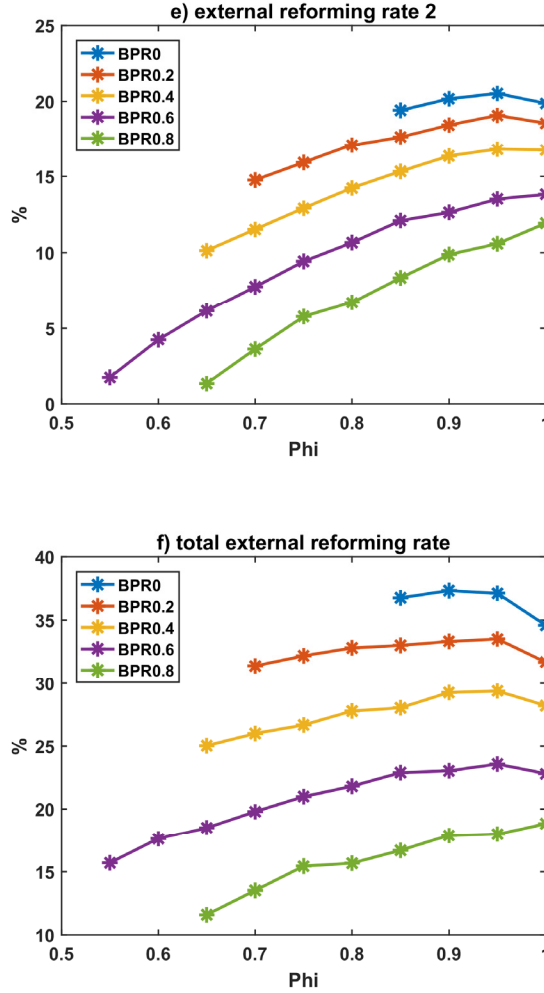 e) external reforming rate 2
25
20
15
10
5
0
%
BPR0
BPR0.2
BPR0.4
BPR0.6
BPR0.8
0.5 0.6 0.7 0.8 0.9 1
Phi
f) total external reforming rate
40
35
30
25
20
15
10
%
BPR0
BPR0.2
BPR0.4
BPR0.6
BPR0.8
0.5 0.6 0.7 0.8 0.9 1
Phi